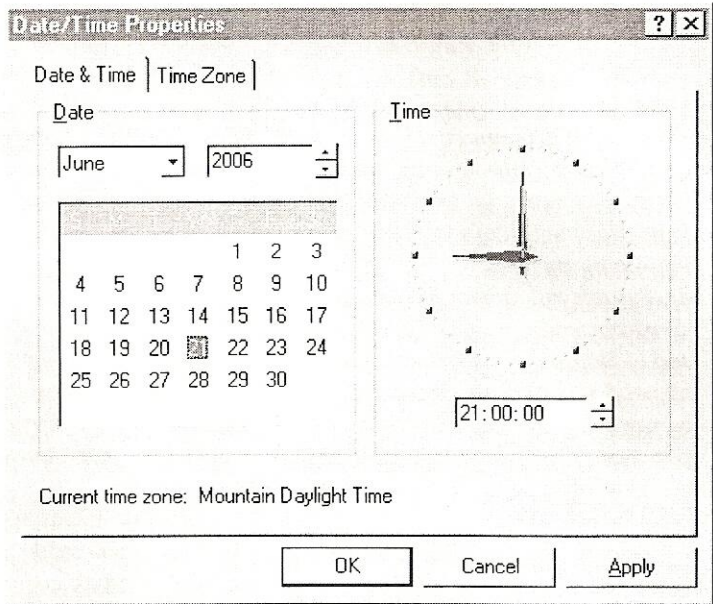 Date/Time Properties
Date & Time Time Zone
Date
June 2006
1 2 3
4 5 6 7 8 9 10
11 12 13 14 15 16 17
18 19 20 21 22 23 24
25 26 27 28 29 30
Time
21:00:00
Current time zone: Mountain Daylight Time
OK Cancel Apply